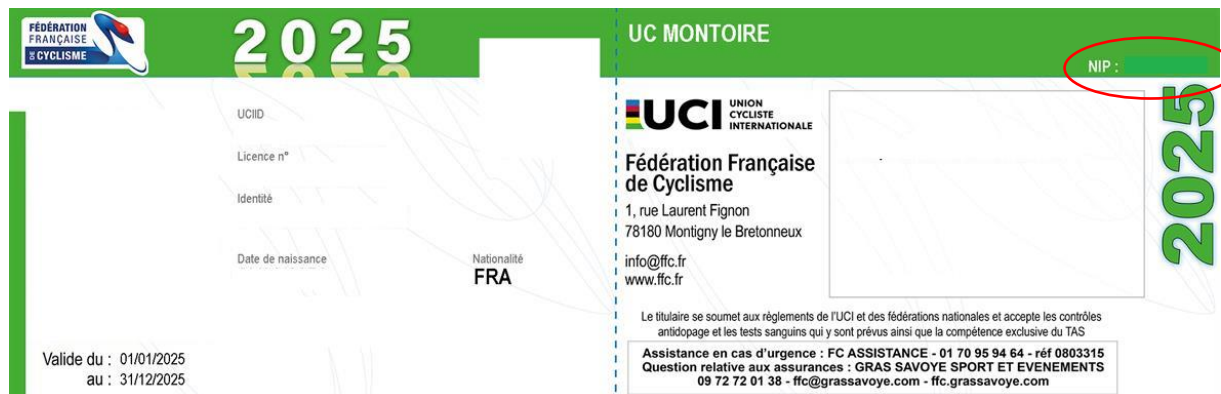 FÉDÉRATION
FRANÇAISE
DE CYCLISME
2025
UCIID
Licence n°
Identité
Date de naissance
Nationalité
FRA
Valide du : 01/01/2025
au : 31/12/2025
UC MONTOIRE
NIP :
UCI UNION
CYCLISTE
INTERNATIONALE
Fédération Française
de Cyclisme
1, rue Laurent Fignon
78180 Montigny le Bretonneux
info@ffc.fr
www.ffc.fr
2025
Le titulaire se soumet aux règlements de l'UCI et des fédérations nationales et accepte les contrôles
antidopage et les tests sanguins qui y sont prévus ainsi que la compétence exclusive du TAS
Assistance en cas d'urgence : FC ASSISTANCE - 01 70 95 94 64 - réf 0803315
Question relative aux assurances : GRAS SAVOYE SPORT ET EVENEMENTS
09 72 72 01 38 - ffc@grassavoye.com - ffc.grassavoye.com